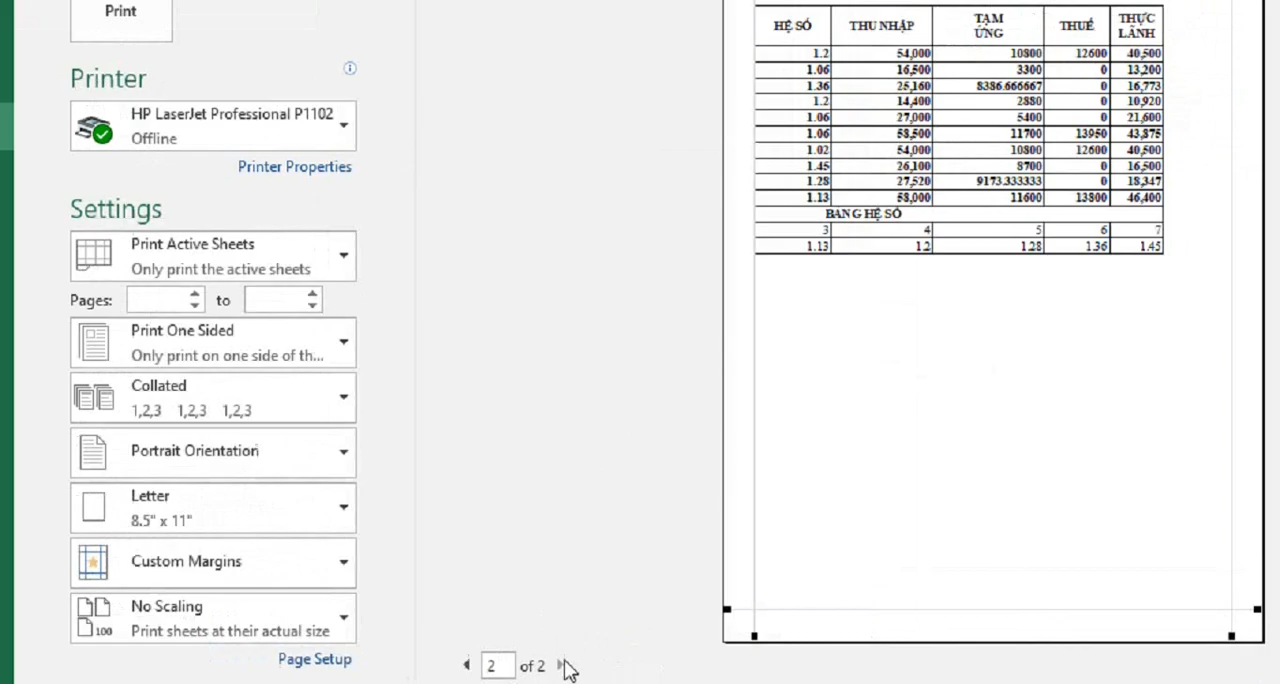 Print
Printer
HP LaserJet Professional P1102
Offline
Printer Properties
Settings
Print Active Sheets
Only print the active sheets
Pages: to
Print One Sided
Only print on one side of th...
Collated
1,2,3 1,2,3 1,2,3
Portrait Orientation
Letter
8.5" x 11"
Custom Margins
No Scaling
100 Print sheets at their actual size
Page Setup
2 of 2
HỆ SỐ THU NHẬP TẠM ỨNG THUẾ THỰC LÃNH
1.2 54,000 10800 12600 40,500
1.06 16,500 3300 0 13,200
1.36 25,160 8386.666667 0 16,773
1.2 14,400 2880 0 10,920
1.06 27,000 5400 0 21,600
1.06 58,500 11700 13950 43,875
1.02 54,000 10800 12600 40,500
1.45 26,100 8700 0 16,500
1.28 27,520 9173.333333 0 18,347
1.13 58,000 11600 13800 46,400
BANG HỆ SỐ
3 4 5 6 7
1.13 1.2 1.28 1.36 1.45